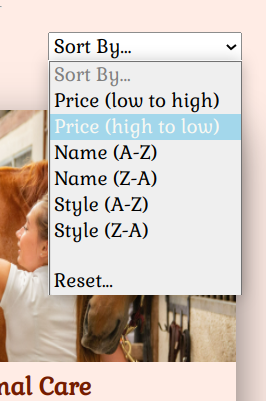 Sort By...
Sort By...
Price (low to high)
Price (high to low)
Name (A-Z)
Name (Z-A)
Style (A-Z)
Style (Z-A)
Reset...
nal Care